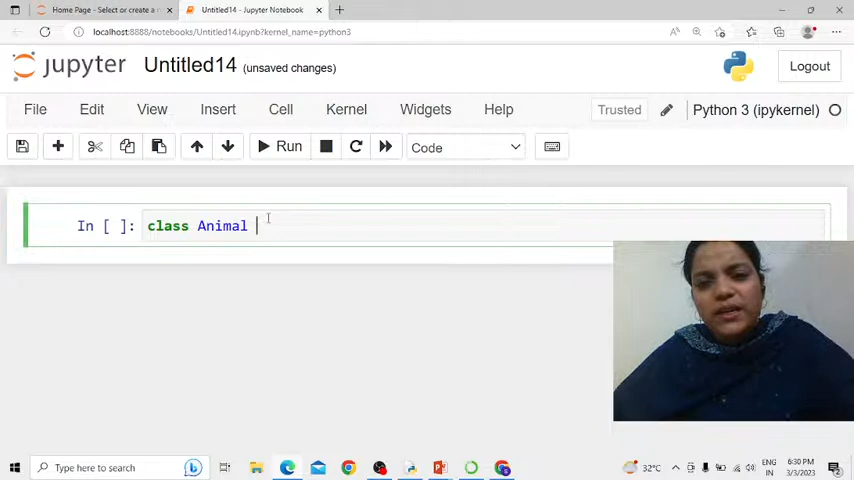 Home Page - Select or create a n
Untitled14 - Jupyter Notebook
localhost:8888/notebooks/Untitled14.ipynb?kernel_name=python3
jupyter Untitled14 (unsaved changes)
Logout
File Edit View Insert Cell Kernel Widgets Help
Trusted
Python 3 (ipykernel)
Run
Code
In [ ]: class Animal
Type here to search
32°C
ENG
IN
6:30 PM
3/3/2023